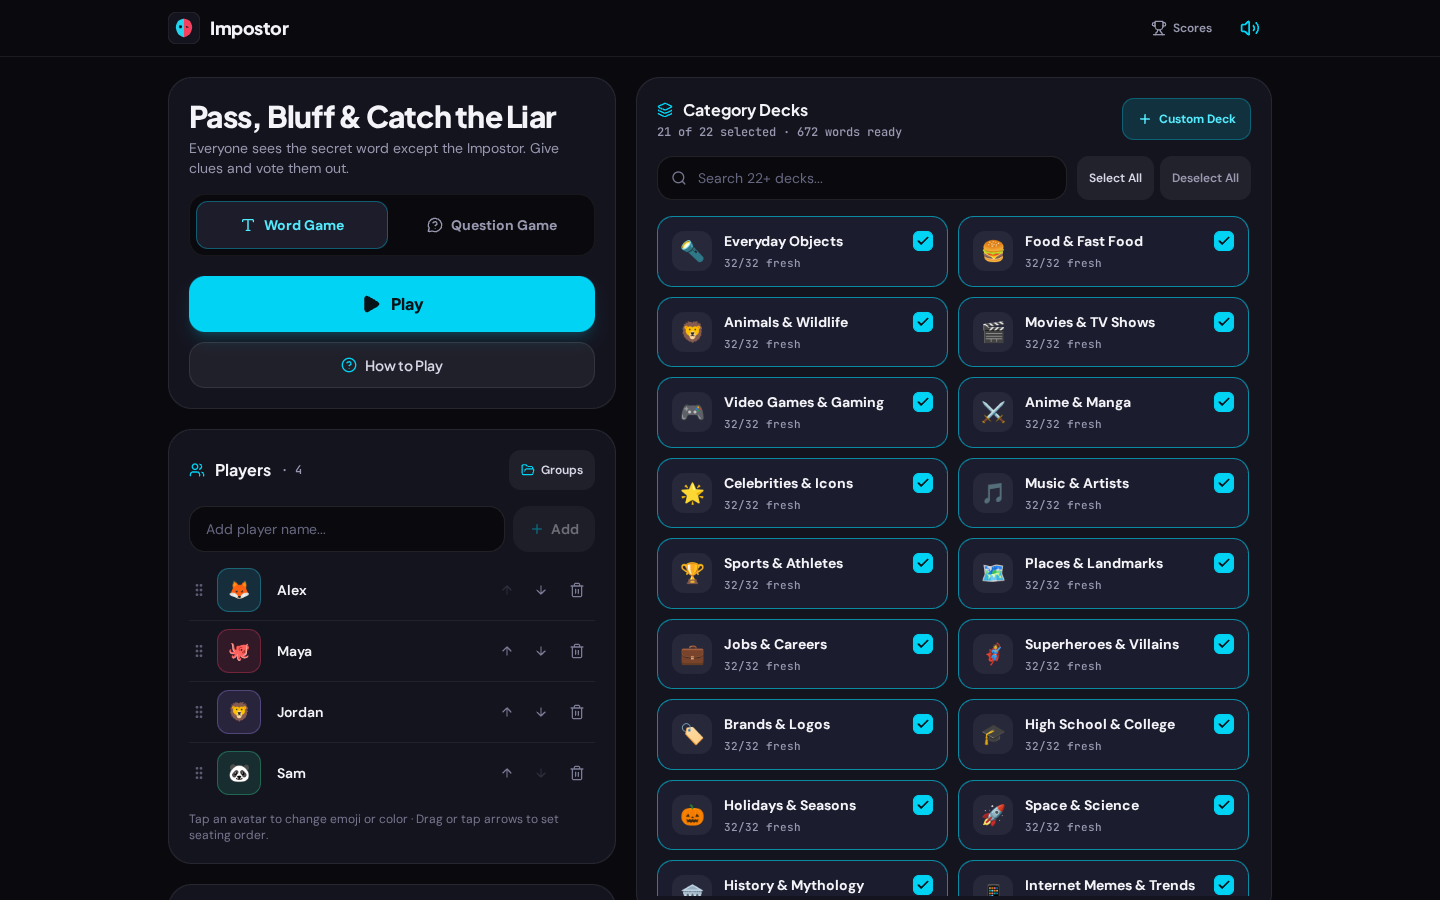 Impostor
Scores
Pass, Bluff & Catch the Liar
Everyone sees the secret word except the Impostor. Give
clues and vote them out.
Word Game
Question Game
Play
How to Play
Players · 4
Groups
Add player name...
Add
Alex
Maya
Jordan
Sam
Tap an avatar to change emoji or color · Drag or tap arrows to set
seating order.
Category Decks
21 of 22 selected · 672 words ready
Custom Deck
Search 22+ decks...
Select All
Deselect All
Everyday Objects
32/32 fresh
Food & Fast Food
32/32 fresh
Animals & Wildlife
32/32 fresh
Movies & TV Shows
32/32 fresh
Video Games & Gaming
32/32 fresh
Anime & Manga
32/32 fresh
Celebrities & Icons
32/32 fresh
Music & Artists
32/32 fresh
Sports & Athletes
32/32 fresh
Places & Landmarks
32/32 fresh
Jobs & Careers
32/32 fresh
Superheroes & Villains
32/32 fresh
Brands & Logos
32/32 fresh
High School & College
32/32 fresh
Holidays & Seasons
32/32 fresh
Space & Science
32/32 fresh
History & Mythology
Internet Memes & Trends